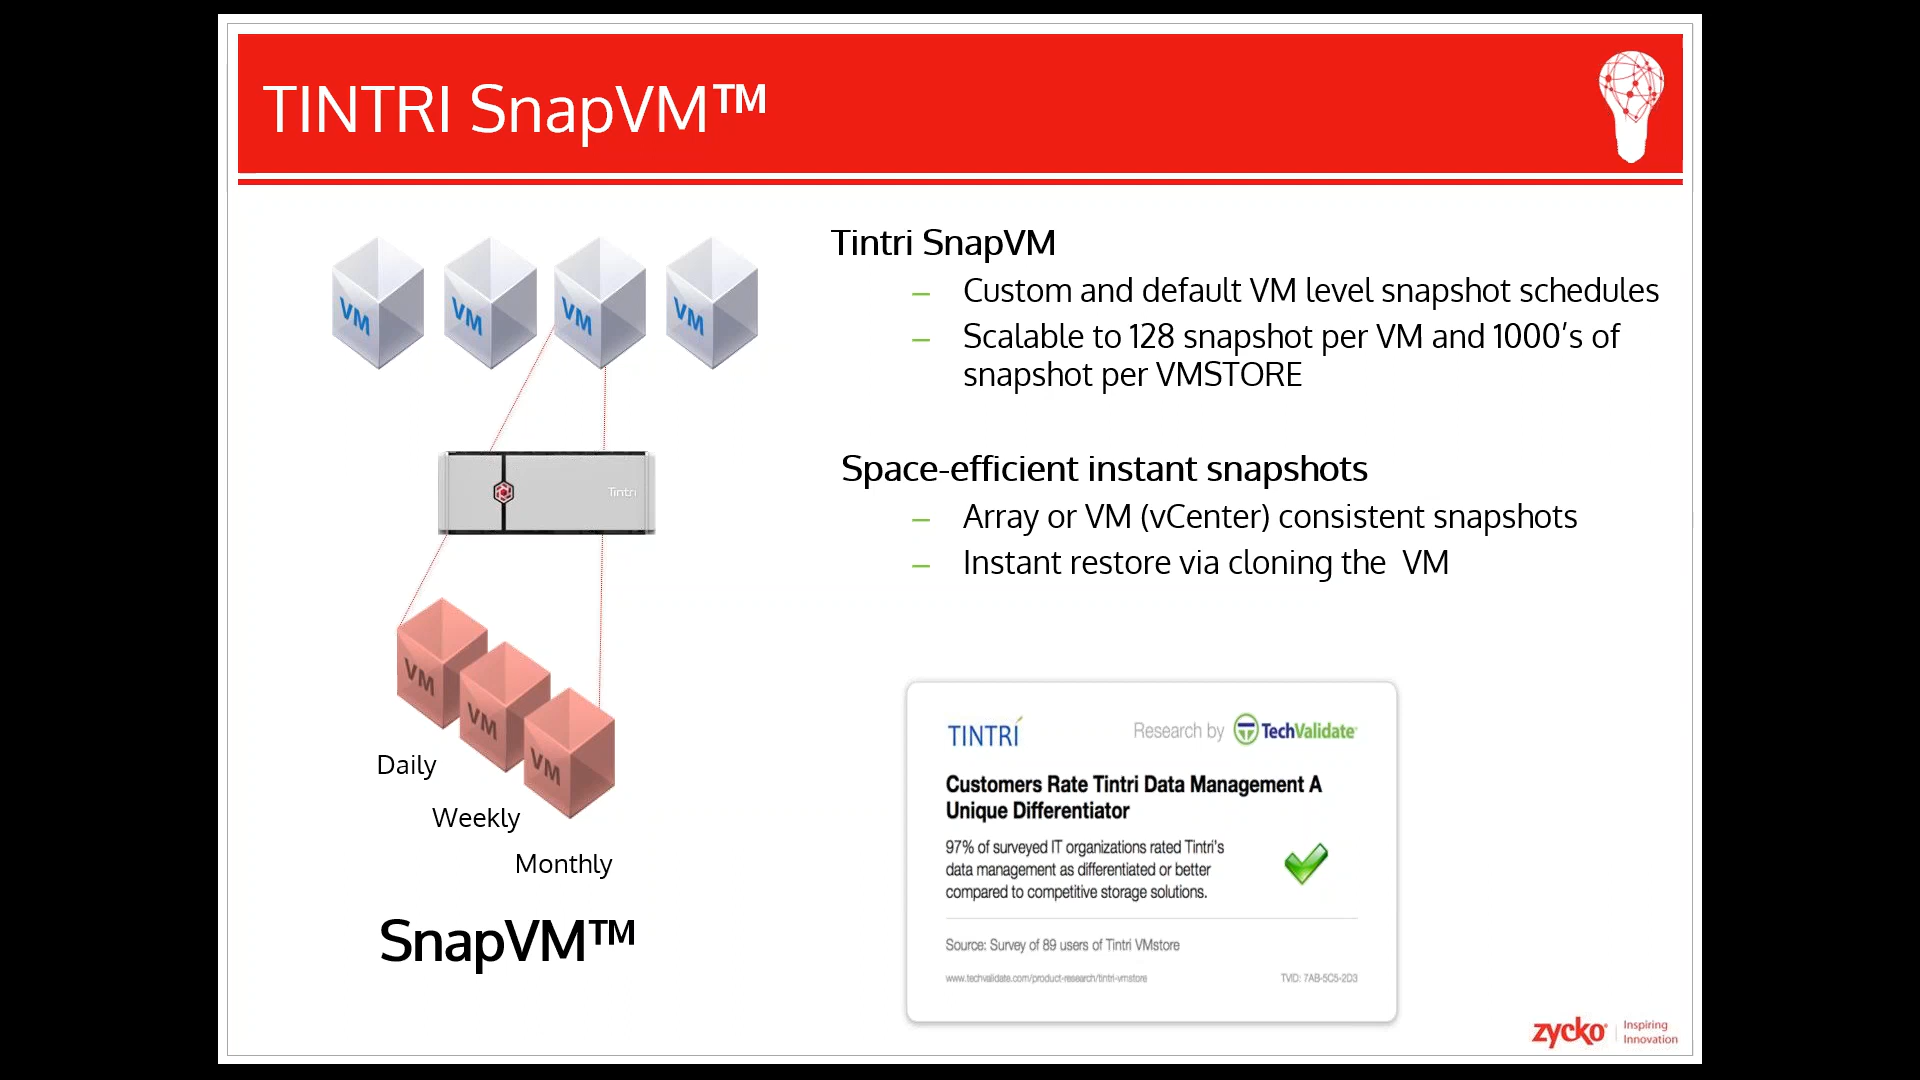 TINTRI SnapVM™
VM VM VM VM
Tintri
VM
VM
VM
Daily
Weekly
Monthly
SnapVM™
Tintri SnapVM
– Custom and default VM level snapshot schedules
– Scalable to 128 snapshot per VM and 1000’s of
snapshot per VMSTORE
Space-efficient instant snapshots
– Array or VM (vCenter) consistent snapshots
– Instant restore via cloning the  VM
TINTRI
Research by TechValidate
Customers Rate Tintri Data Management A
Unique Differentiator
97% of surveyed IT organizations rated Tintri's
data management as differentiated or better
compared to competitive storage solutions.
Source: Survey of 89 users of Tintri VMstore
www.techvalidate.com/product-research/tintri-vmstore
TVID: 7AB-5C5-2D3
zycko
Inspiring
Innovation